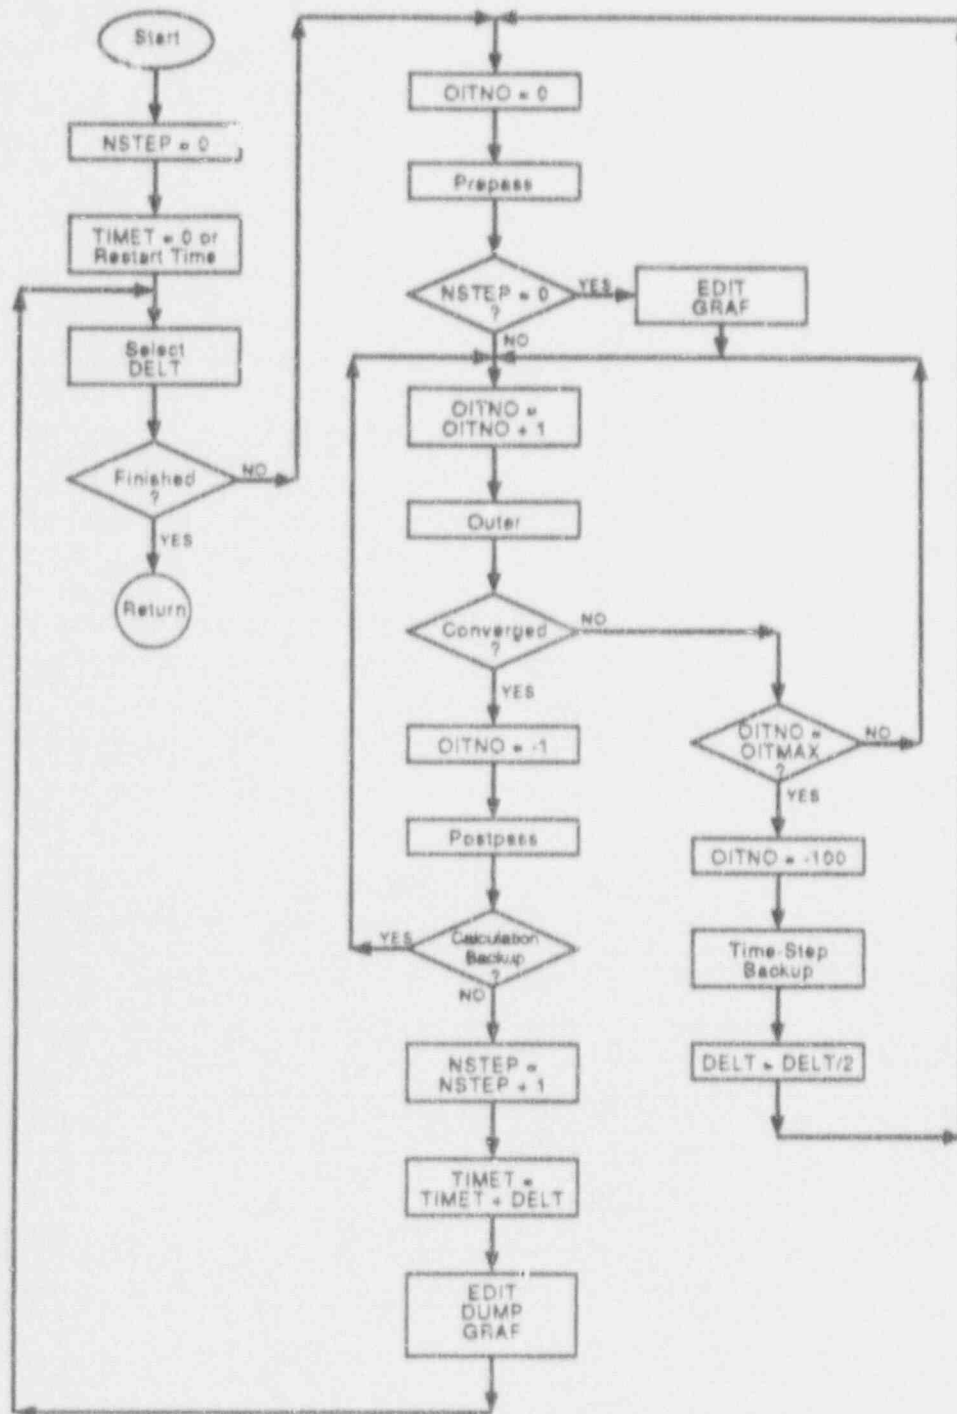 Start
NSTEP = 0
TIMET = 0 or
Restart Time
Select
DELT
Finished
?
NO
YES
Return
OITNO = 0
Prepass
NSTEP = 0
?
YES
NO
EDIT
GRAF
OITNO =
OITNO + 1
Outer
Converged
?
NO
YES
OITNO = -1
Postpass
Calculation
Backup
?
YES
NO
NSTEP =
NSTEP + 1
TIMET =
TIMET + DELT
EDIT
DUMP
GRAF
OITNO =
OITMAX
?
NO
YES
OITNO = -100
Time-Step
Backup
DELT = DELT/2